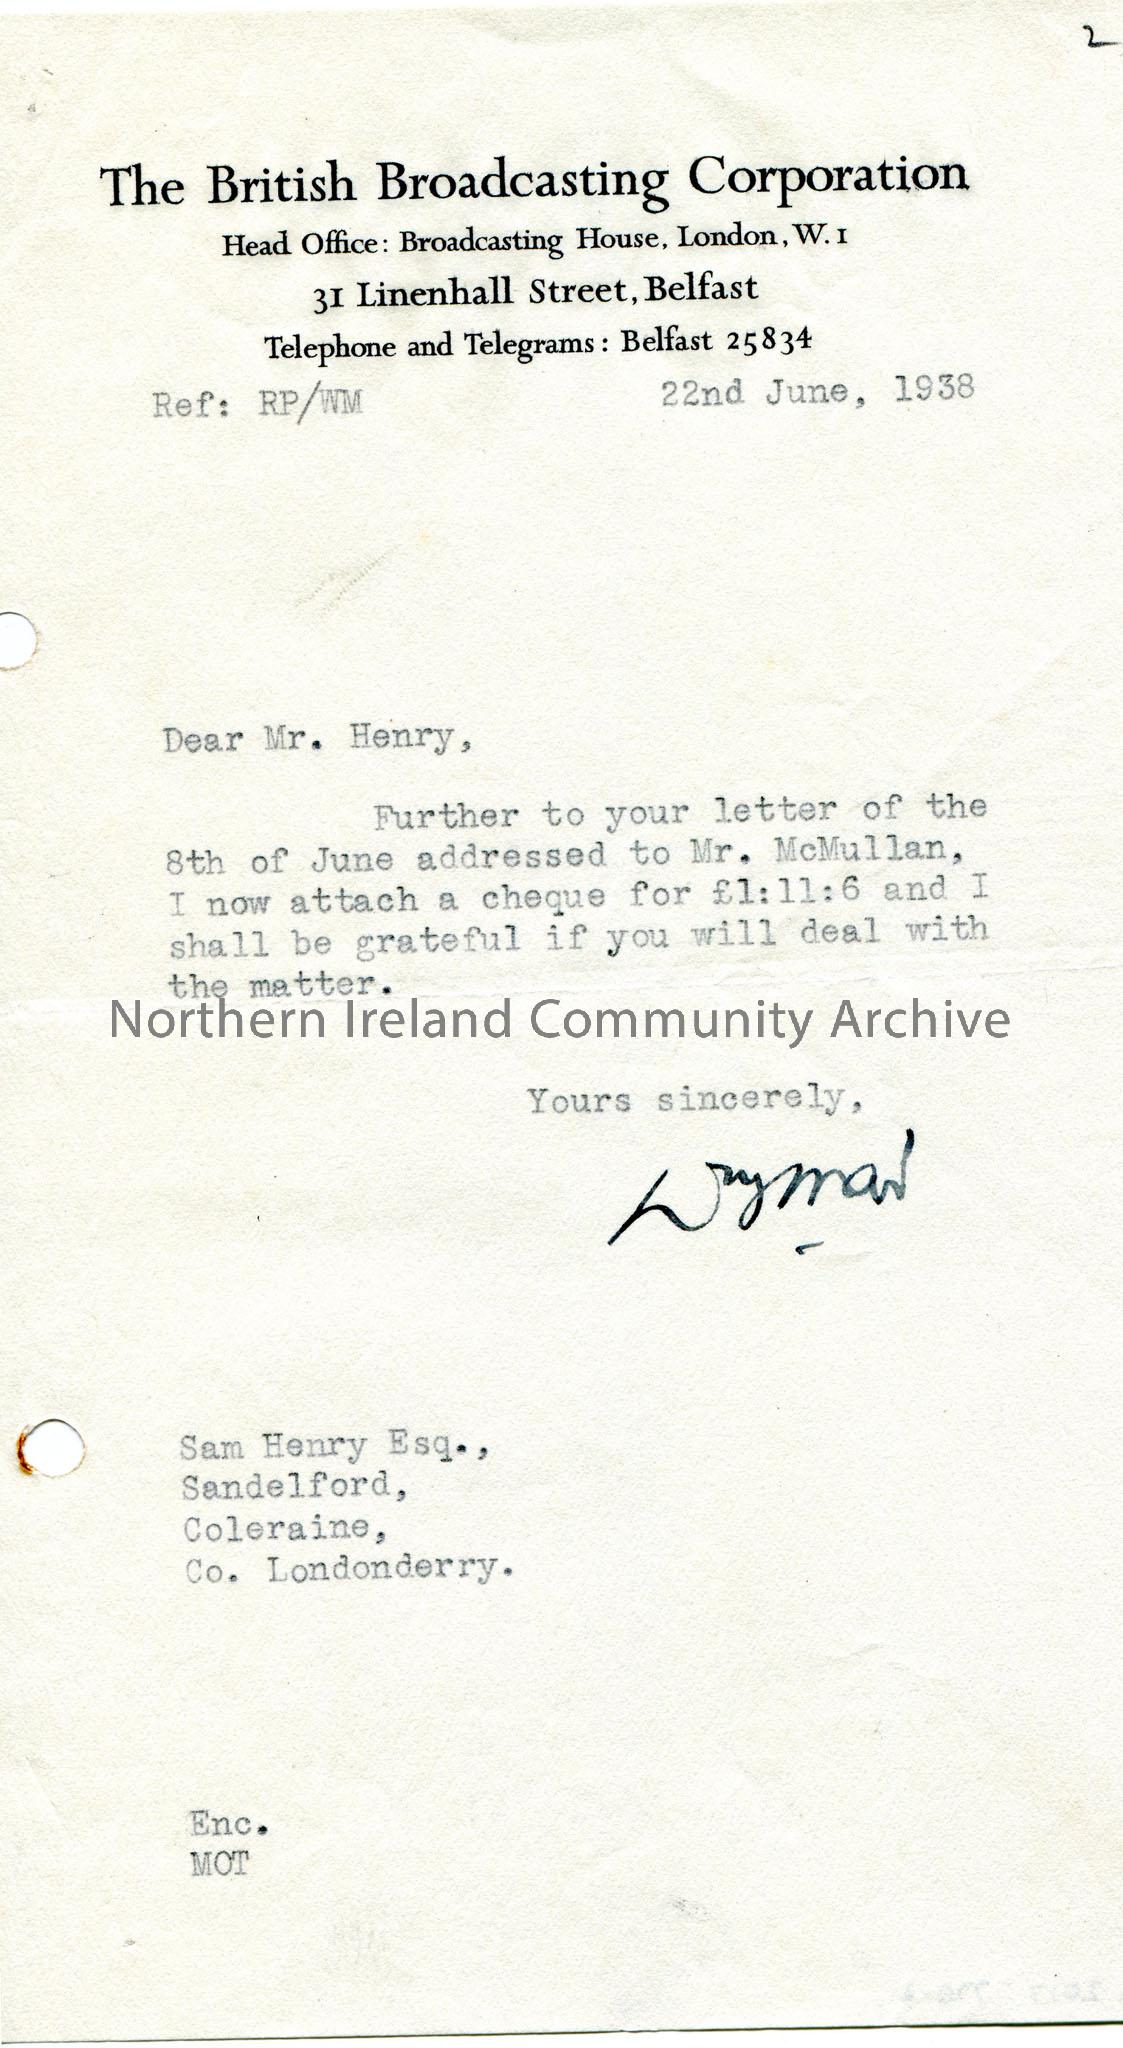 2
The British Broadcasting Corporation
Head Office: Broadcasting House, London, W. 1
31 Linenhall Street, Belfast
Telephone and Telegrams: Belfast 25834
Ref: RP/WM 22nd June, 1938
Dear Mr. Henry,
Further to your letter of the
8th of June addressed to Mr. McMullan,
I now attach a cheque for £1:11:6 and I
shall be grateful if you will deal with
the matter.
Northern Ireland Community Archive
Yours sincerely,
Sam Henry Esq.,
Sandelford,
Coleraine,
Co. Londonderry.
Enc.
MOT